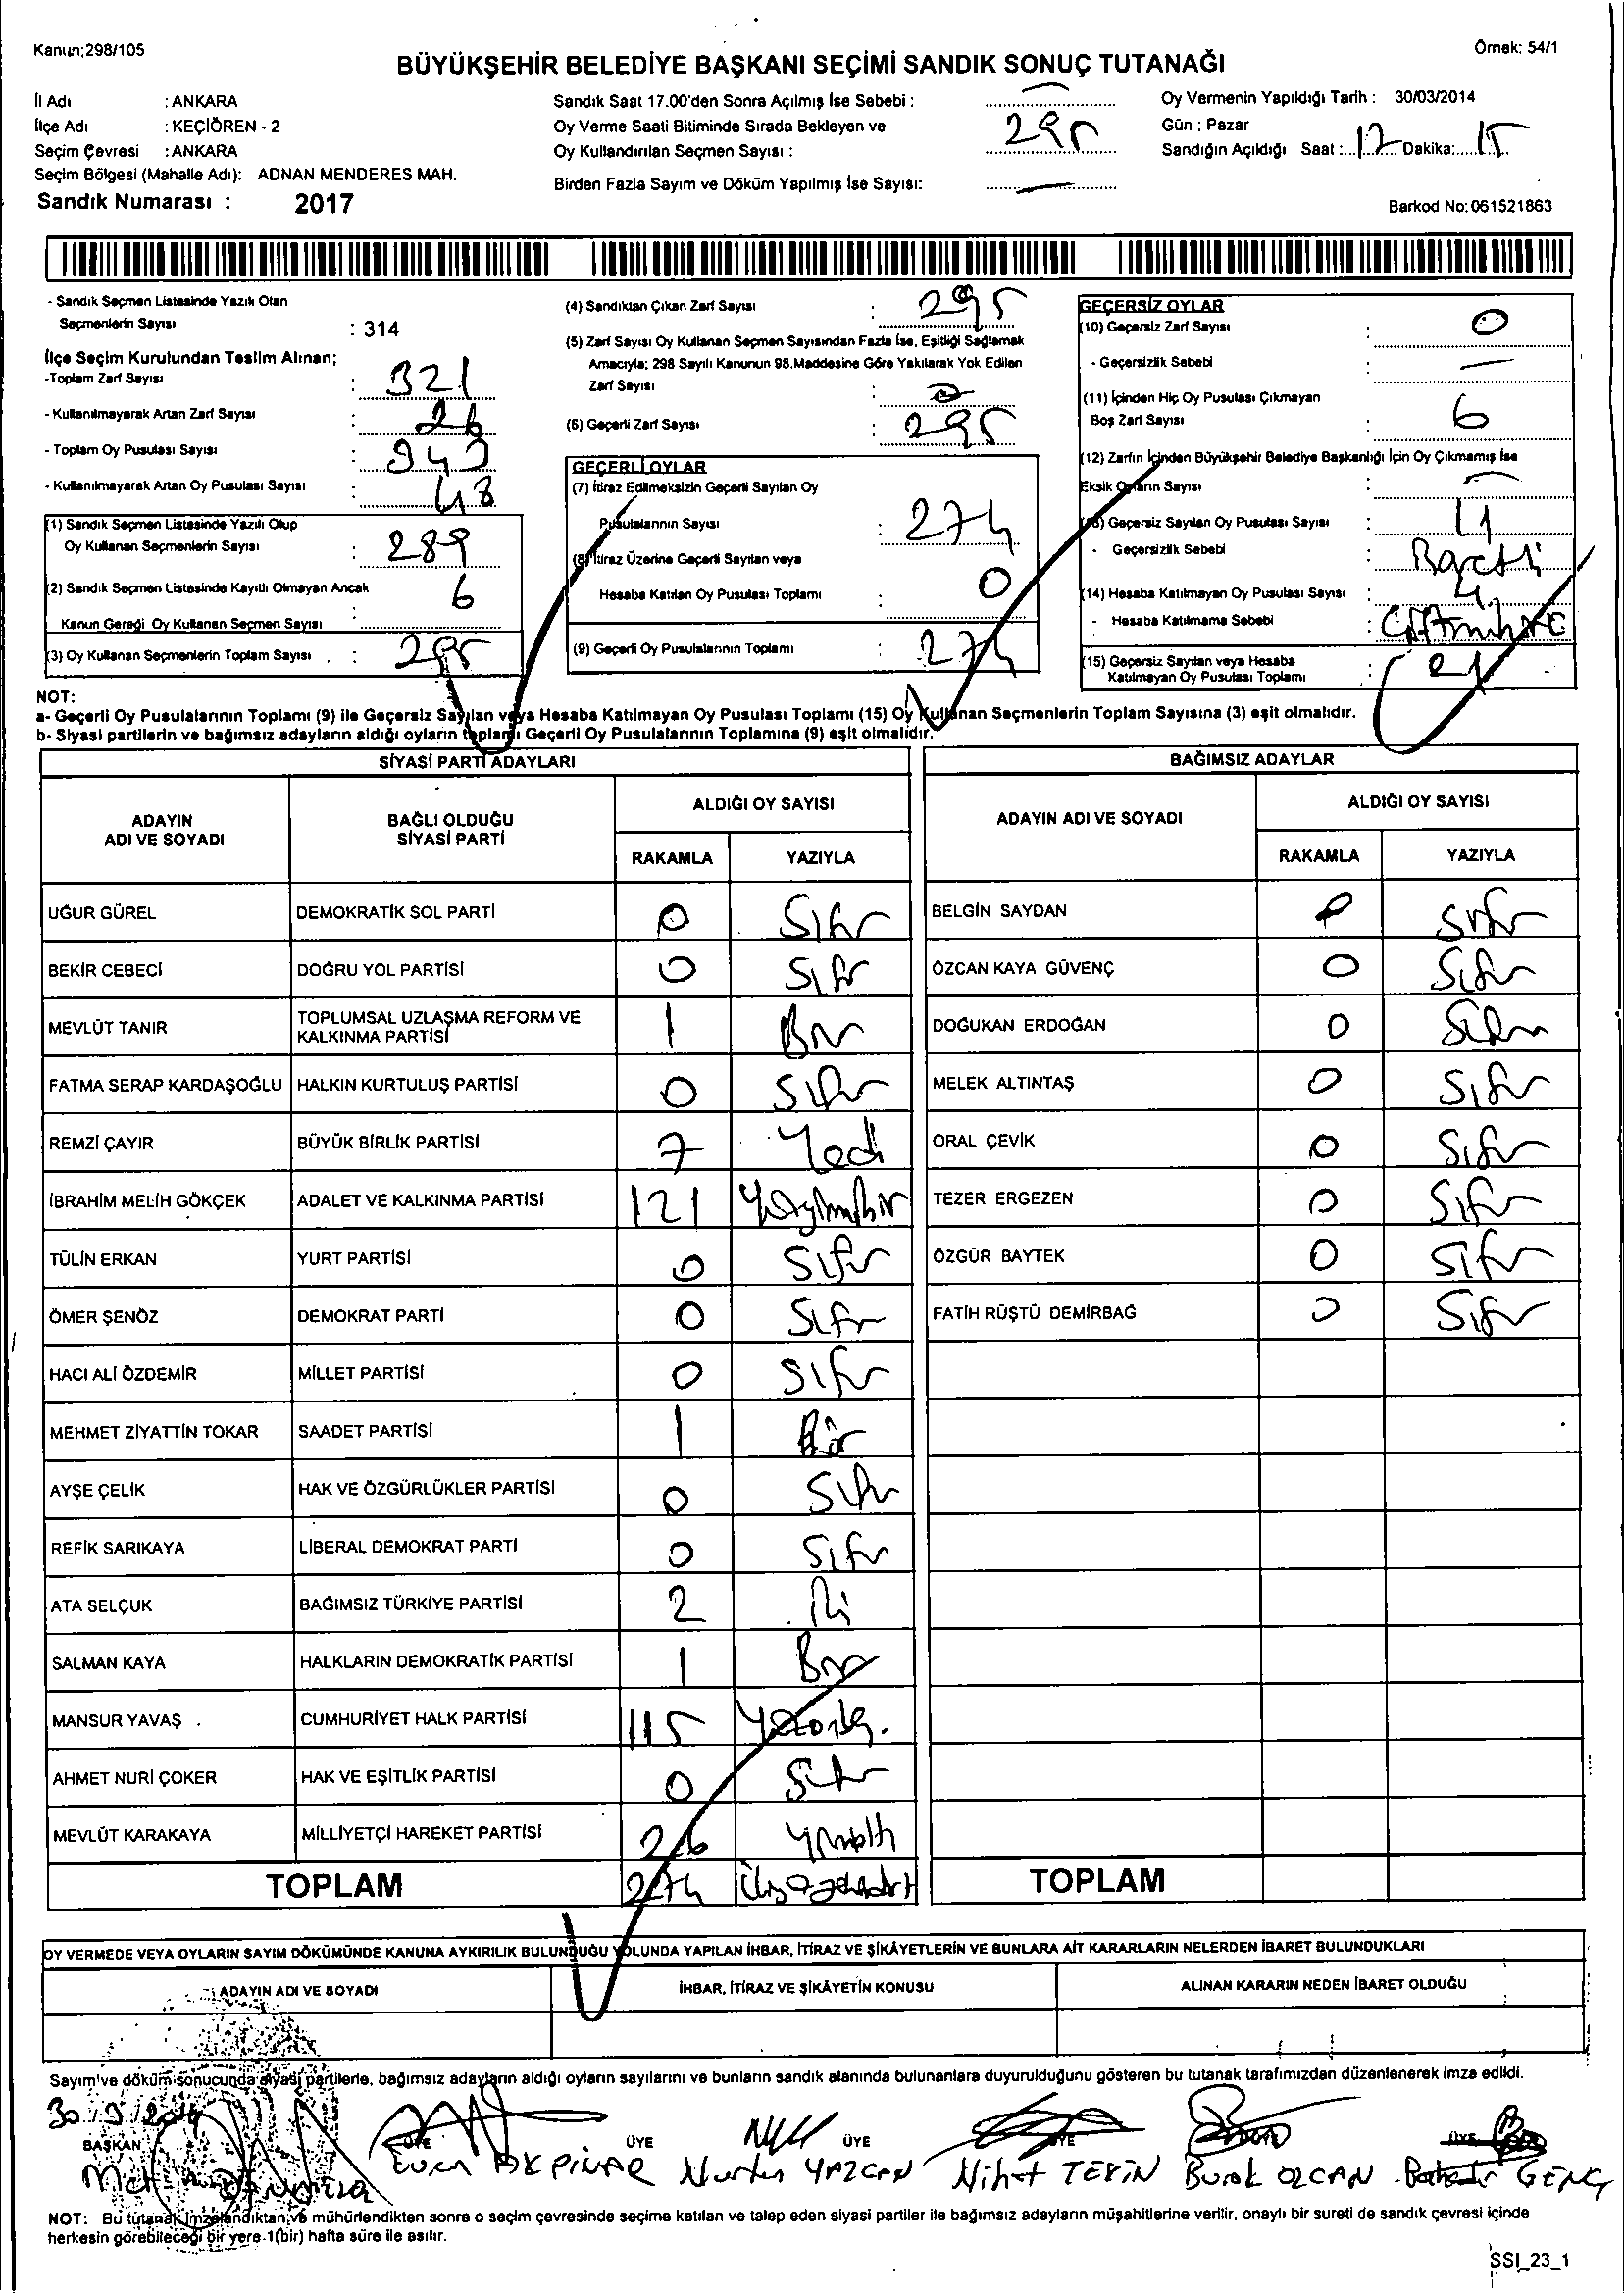 Kanun;298/105
Örnek: 54/1
BÜYÜKŞEHİR BELEDİYE BAŞKANI SEÇİMİ SANDIK SONUÇ TUTANAĞI
İl Adı : ANKARA
İlçe Adı : KEÇİÖREN - 2
Seçim Çevresi : ANKARA
Seçim Bölgesi (Mahalle Adı): ADNAN MENDERES MAH.
Sandık Numarası : 2017
Sandık Saat 17.00'den Sonra Açılmış İse Sebebi :
Oy Verme Saati Bitiminde Sırada Bekleyen ve
Oy Kullandırılan Seçmen Sayısı : 295
Birden Fazla Sayım ve Döküm Yapılmış İse Sayısı:
Oy Vermenin Yapıldığı Tarih : 30/03/2014
Gün : Pazar
Sandığın Açıldığı Saat : 17 Dakika: 15
Barkod No: 061521863
- Sandık Seçmen Listesinde Yazılı Olan
Seçmenlerin Sayısı : 314
İlçe Seçim Kurulundan Teslim Alınan;
-Toplam Zarf Sayısı : 321
- Kullanılmayarak Artan Zarf Sayısı : 26
- Toplam Oy Pusulası Sayısı : 343
- Kullanılmayarak Artan Oy Pusulası Sayısı : 48
(1) Sandık Seçmen Listesinde Yazılı Olup
Oy Kullanan Seçmenlerin Sayısı : 289
(2) Sandık Seçmen Listesinde Kayıtlı Olmayan Ancak
Kanun Gereği Oy Kullanan Seçmen Sayısı : 6
(3) Oy Kullanan Seçmenlerin Toplam Sayısı : 295
(4) Sandıktan Çıkan Zarf Sayısı : 295
(5) Zarf Sayısı Oy Kullanan Seçmen Sayısından Fazla İse, Eşitliği Sağlamak
Amacıyla; 298 Sayılı Kanunun 98.Maddesine Göre Yakılarak Yok Edilen
Zarf Sayısı : 0
(6) Geçerli Zarf Sayısı : 295
GEÇERLİ OYLAR
(7) İtiraz Edilmeksizin Geçerli Sayılan Oy
Pusulalarının Sayısı : 274
(8) İtiraz Üzerine Geçerli Sayılan veya
Hesaba Katılan Oy Pusulası Toplamı : 0
(9) Geçerli Oy Pusulalarının Toplamı : 274
GEÇERSİZ OYLAR
(10) Geçersiz Zarf Sayısı : 0
- Geçersizlik Sebebi :
(11) İçinden Hiç Oy Pusulası Çıkmayan
Boş Zarf Sayısı : 6
(12) Zarfın İçinden Büyükşehir Belediye Başkanlığı İçin Oy Çıkmamış İse
Eksik Oyların Sayısı :
(13) Geçersiz Sayılan Oy Pusulası Sayısı : 11
- Geçersizlik Sebebi :
(14) Hesaba Katılmayan Oy Pusulası Sayısı : 4
- Hesaba Katılmama Sebebi :
(15) Geçersiz Sayılan veya Hesaba
Katılmayan Oy Pusulası Toplamı : 21
NOT:
a- Geçerli Oy Pusulalarının Toplamı (9) ile Geçersiz Sayılan veya Hesaba Katılmayan Oy Pusulası Toplamı (15) Oy Kullanan Seçmenlerin Toplam Sayısına (3) eşit olmalıdır.
b- Siyasi partilerin ve bağımsız adayların aldığı oyların toplamı Geçerli Oy Pusulalarının Toplamına (9) eşit olmalıdır.
SİYASİ PARTİ ADAYLARI
ADAYIN ADI VE SOYADI BAĞLI OLDUĞU SİYASİ PARTİ ALDIĞI OY SAYISI
RAKAMLA YAZIYLA
UĞUR GÜREL DEMOKRATİK SOL PARTİ 0 Sıfır
BEKİR CEBECİ DOĞRU YOL PARTİSİ 0 Sıfır
MEVLÜT TANIR TOPLUMSAL UZLAŞMA REFORM VE KALKINMA PARTİSİ 1 Bir
FATMA SERAP KARDAŞOĞLU HALKIN KURTULUŞ PARTİSİ 0 Sıfır
REMZİ ÇAYIR BÜYÜK BİRLİK PARTİSİ 7 Yedi
İBRAHİM MELİH GÖKÇEK ADALET VE KALKINMA PARTİSİ 121 Yüzyirmibir
TÜLİN ERKAN YURT PARTİSİ 0 Sıfır
ÖMER ŞENÖZ DEMOKRAT PARTİ 0 Sıfır
HACI ALİ ÖZDEMİR MİLLET PARTİSİ 0 Sıfır
MEHMET ZİYATTİN TOKAR SAADET PARTİSİ 1 Bir
AYŞE ÇELİK HAK VE ÖZGÜRLÜKLER PARTİSİ 0 Sıfır
REFİK SARIKAYA LİBERAL DEMOKRAT PARTİ 0 Sıfır
ATA SELÇUK BAĞIMSIZ TÜRKİYE PARTİSİ 2 İki
SALMAN KAYA HALKLARIN DEMOKRATİK PARTİSİ 1 Bir
MANSUR YAVAŞ CUMHURİYET HALK PARTİSİ 115 Yüzonbş.
AHMET NURİ ÇOKER HAK VE EŞİTLİK PARTİSİ 0 Sıfır
MEVLÜT KARAKAYA MİLLİYETÇİ HAREKET PARTİSİ 26 Yirmialtı
TOPLAM 274
BAĞIMSIZ ADAYLAR
ADAYIN ADI VE SOYADI ALDIĞI OY SAYISI
RAKAMLA YAZIYLA
BELGİN SAYDAN 0 Sıfır
ÖZCAN KAYA GÜVENÇ 0 Sıfır
DOĞUKAN ERDOĞAN 0 Sıfır
MELEK ALTINTAŞ 0 Sıfır
ORAL ÇEVİK 0 Sıfır
TEZER ERGEZEN 0 Sıfır
ÖZGÜR BAYTEK 0 Sıfır
FATİH RÜŞTÜ DEMİRBAĞ 0 Sıfır
TOPLAM
OY VERMEDE VEYA OYLARIN SAYIM DÖKÜMÜNDE KANUNA AYKIRILIK BULUNDUĞU YOLUNDA YAPILAN İHBAR, İTİRAZ VE ŞİKÂYETLERİN VE BUNLARA AİT KARARLARIN NELERDEN İBARET BULUNDUKLARI
ADAYIN ADI VE SOYADI İHBAR, İTİRAZ VE ŞİKÂYETİN KONUSU ALINAN KARARIN NEDEN İBARET OLDUĞU
Sayım ve döküm sonucunda siyasi partilerle, bağımsız adayların aldığı oyların sayılarını ve bunların sandık alanında bulunanlara duyurulduğunu gösteren bu tutanak tarafımızdan düzenlenerek imza edildi.
30/3/2014
BAŞKAN ÜYE ÜYE ÜYE ÜYE ÜYE
AKPINAR Nurten YAZCAN Nihat TEKİN Burak ÖZCAN GENÇ
NOT: Bu tutanak imzalandıktan ve mühürlendikten sonra o seçim çevresinde seçime katılan ve talep eden siyasi partiler ile bağımsız adayların müşahitlerine verilir, onaylı bir sureti de sandık çevresi içinde
herkesin görebileceği bir yere 1(bir) hafta süre ile asılır.
SSI_23_1